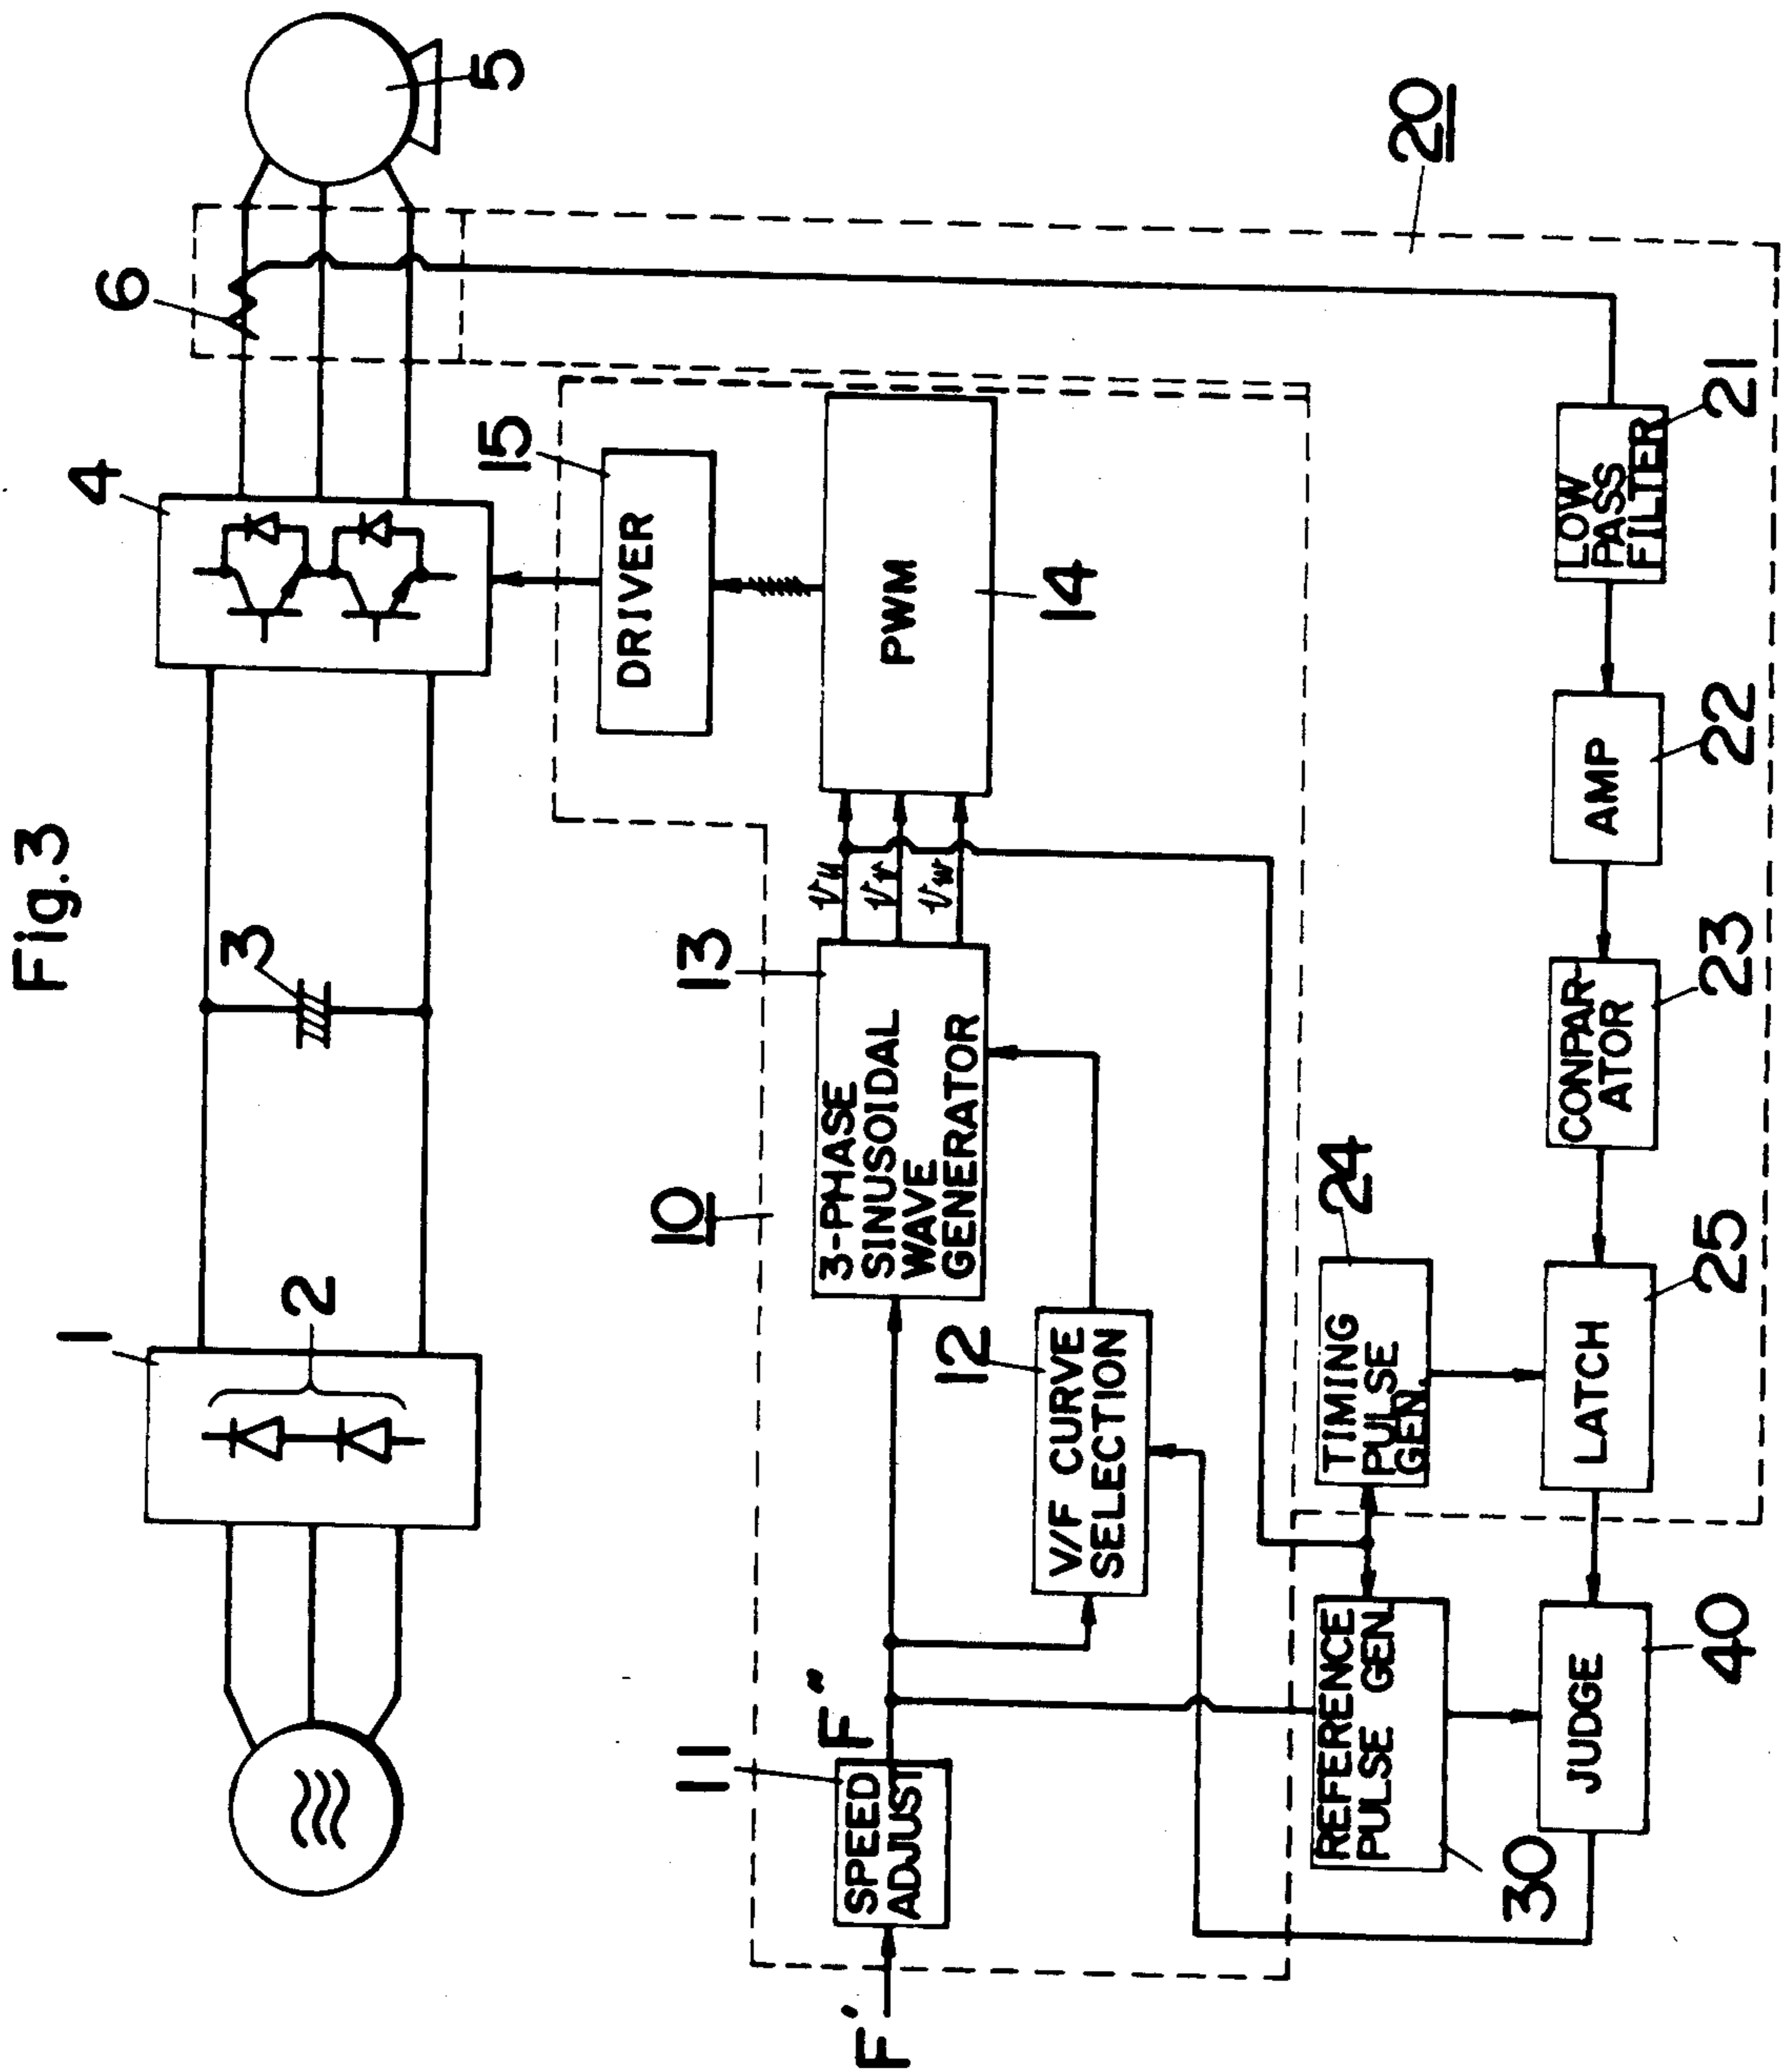 Fig.3
1
2
3
4
5
6
10
11
SPEED
ADJUST
F'
F"
12
V/F CURVE
SELECTION
13
3-PHASE
SINUSOIDAL
WAVE
GENERATOR
vu
vv
vw
14
PWM
15
DRIVER
20
21
LOW
PASS
FILTER
22
AMP
23
CONPAR-
ATOR
24
TIMING
PULSE
GEN.
25
LATCH
30
REFERENCE
PULSE GEN.
40
JUDGE